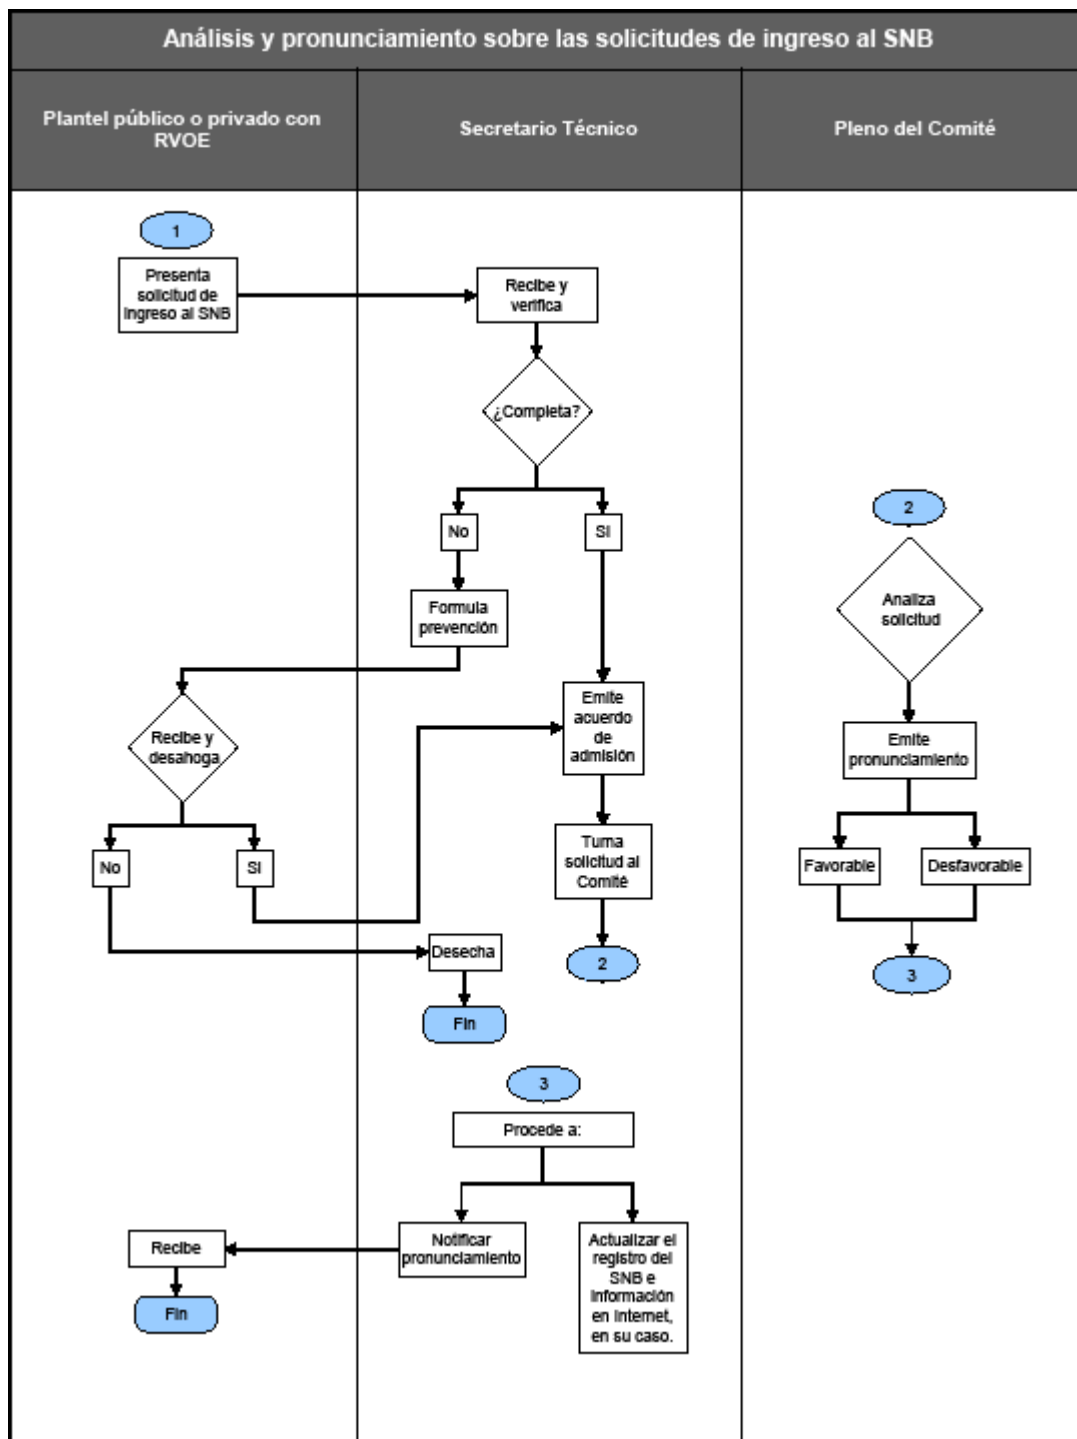 Análisis y pronunciamiento sobre las solicitudes de ingreso al SNB
Plantel público o privado con
RVOE
Secretario Técnico
Pleno del Comité
1
Presenta
solicitud de
ingreso al SNB
Recibe y
verifica
¿Completa?
No
SI
Formula
prevención
Recibe y
desahoga
No
SI
Emite
acuerdo
de
admisión
Turna
solicitud al
Comité
2
Desecha
Fin
2
Analiza
solicitud
Emite
pronunciamiento
Favorable
Desfavorable
3
3
Procede a:
Notificar
pronunciamiento
Actualizar el
registro del
SNB e
información
en Internet,
en su caso.
Recibe
Fin